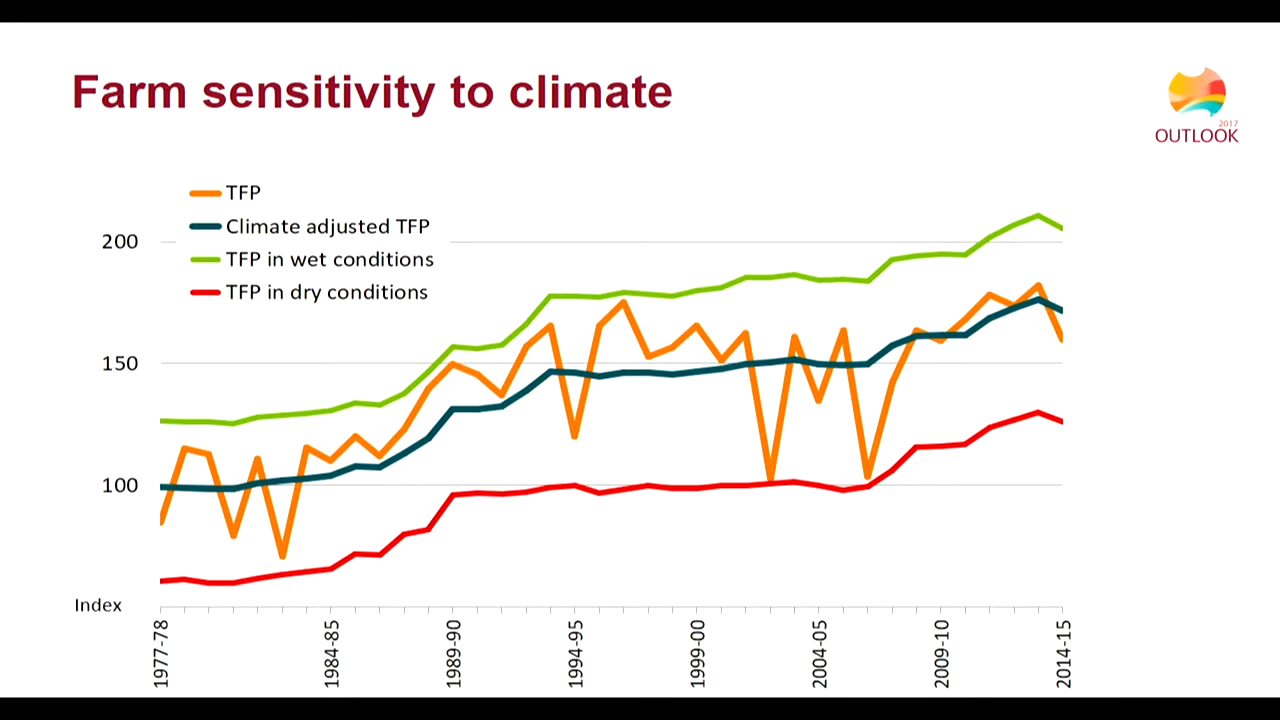 Farm sensitivity to climate
2017
OUTLOOK
TFP
Climate adjusted TFP
TFP in wet conditions
TFP in dry conditions
200
150
100
Index
1977-78
1984-85
1989-90
1994-95
1999-00
2004-05
2009-10
2014-15